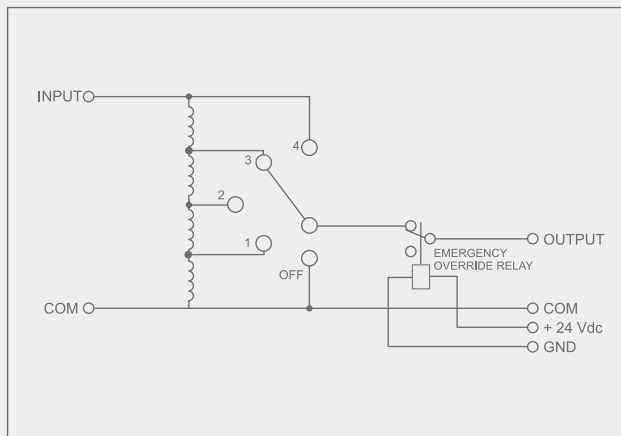 INPUT
4
3
2
1
OFF
OUTPUT
EMERGENCY
OVERRIDE RELAY
COM
COM
+ 24 Vdc
GND